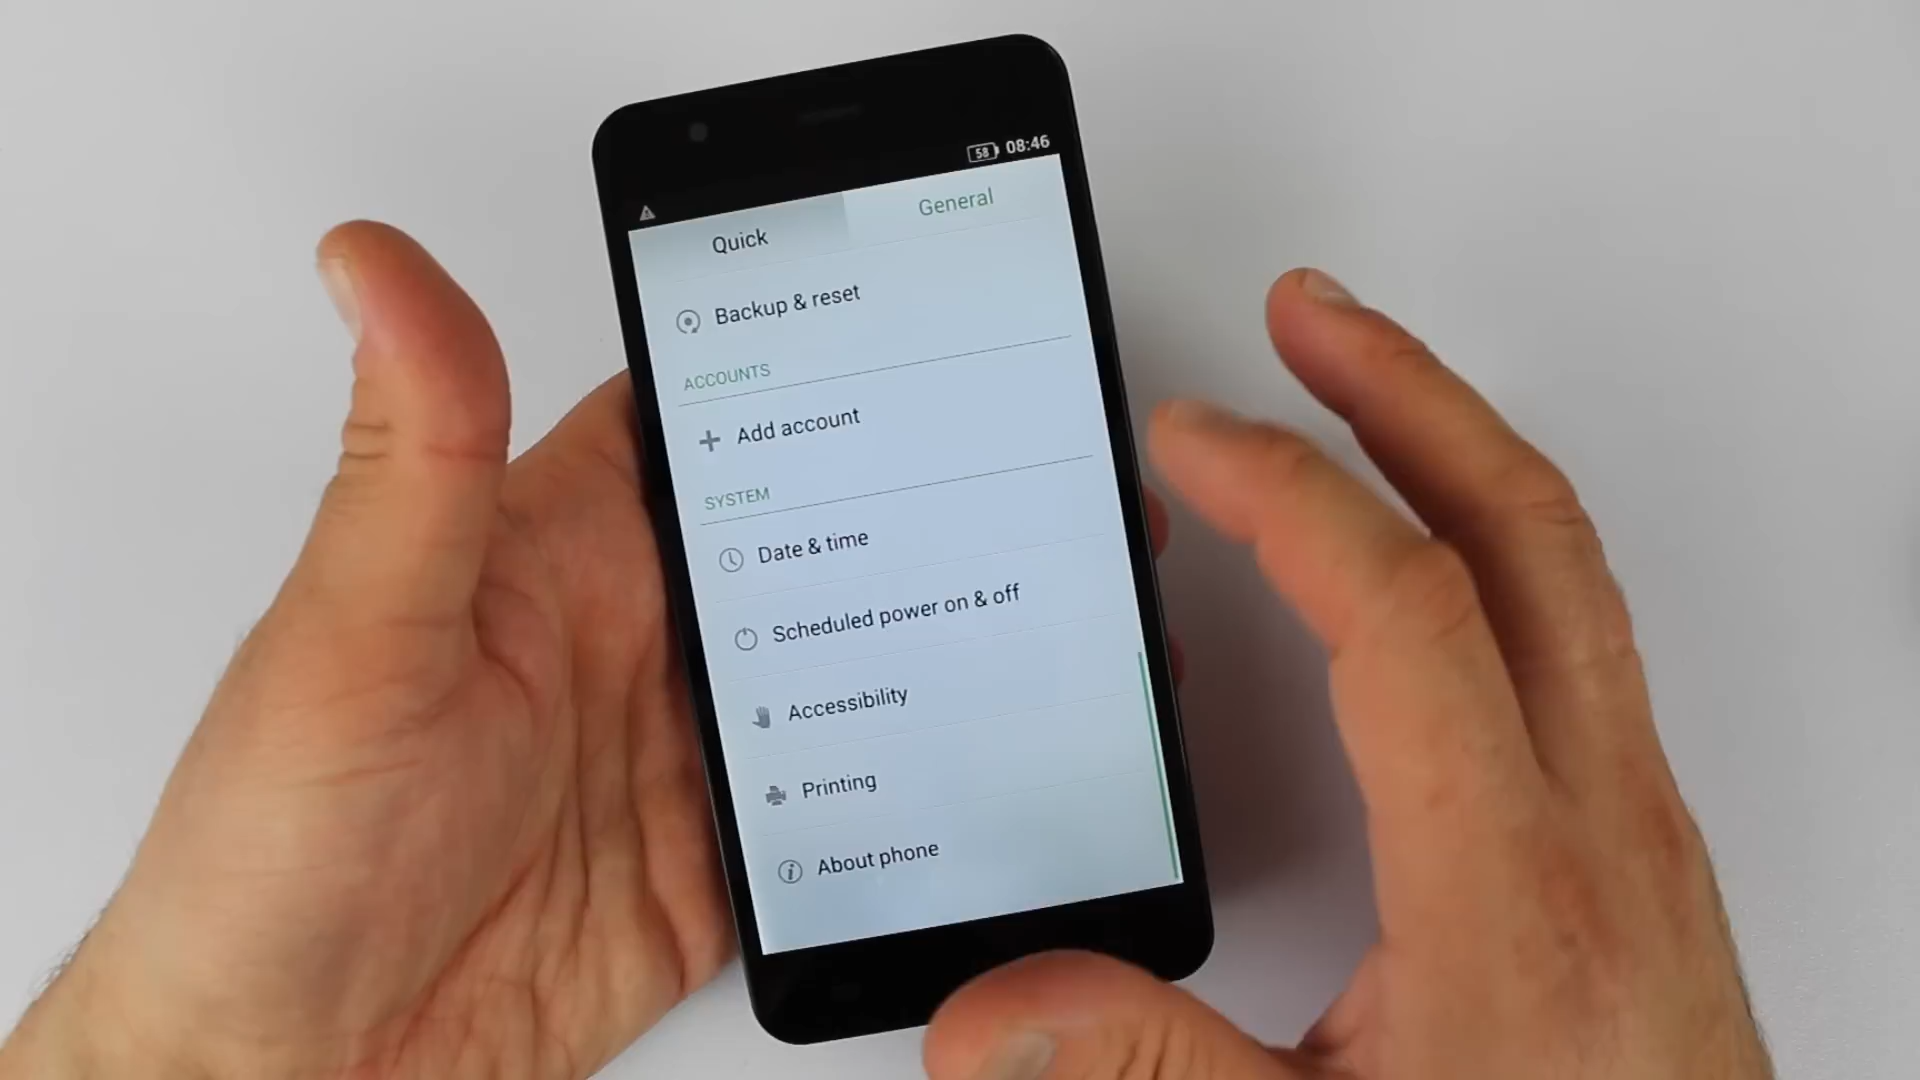 58 08:46
Quick General
Backup & reset
ACCOUNTS
Add account
SYSTEM
Date & time
Scheduled power on & off
Accessibility
Printing
About phone